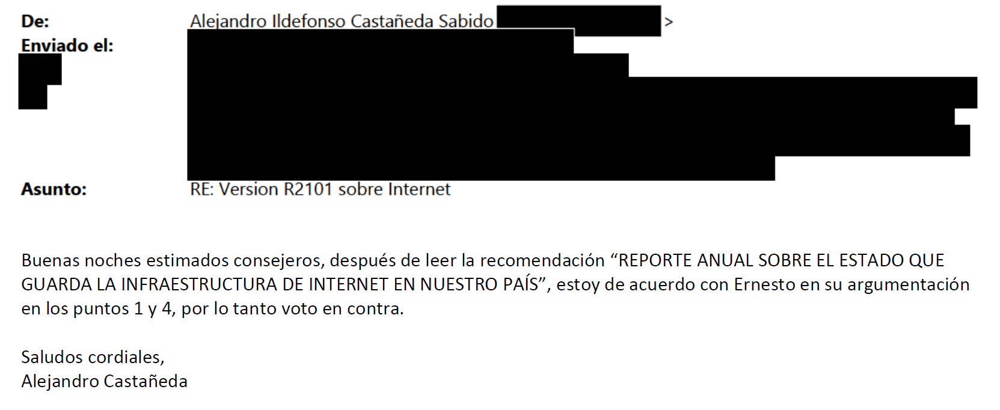 De: Alejandro Ildefonso Castañeda Sabido >
Enviado el:
Asunto: RE: Version R2101 sobre Internet
Buenas noches estimados consejeros, después de leer la recomendación “REPORTE ANUAL SOBRE EL ESTADO QUE
GUARDA LA INFRAESTRUCTURA DE INTERNET EN NUESTRO PAÍS”, estoy de acuerdo con Ernesto en su argumentación
en los puntos 1 y 4, por lo tanto voto en contra.
Saludos cordiales,
Alejandro Castañeda